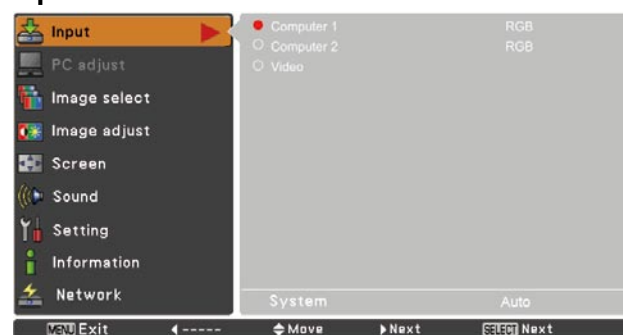 Input
PC adjust
Image select
Image adjust
Screen
Sound
Setting
Information
Network
Computer 1 RGB
Computer 2 RGB
Video
System Auto
MENU Exit ◀----- ◆Move ▶Next SELECT Next